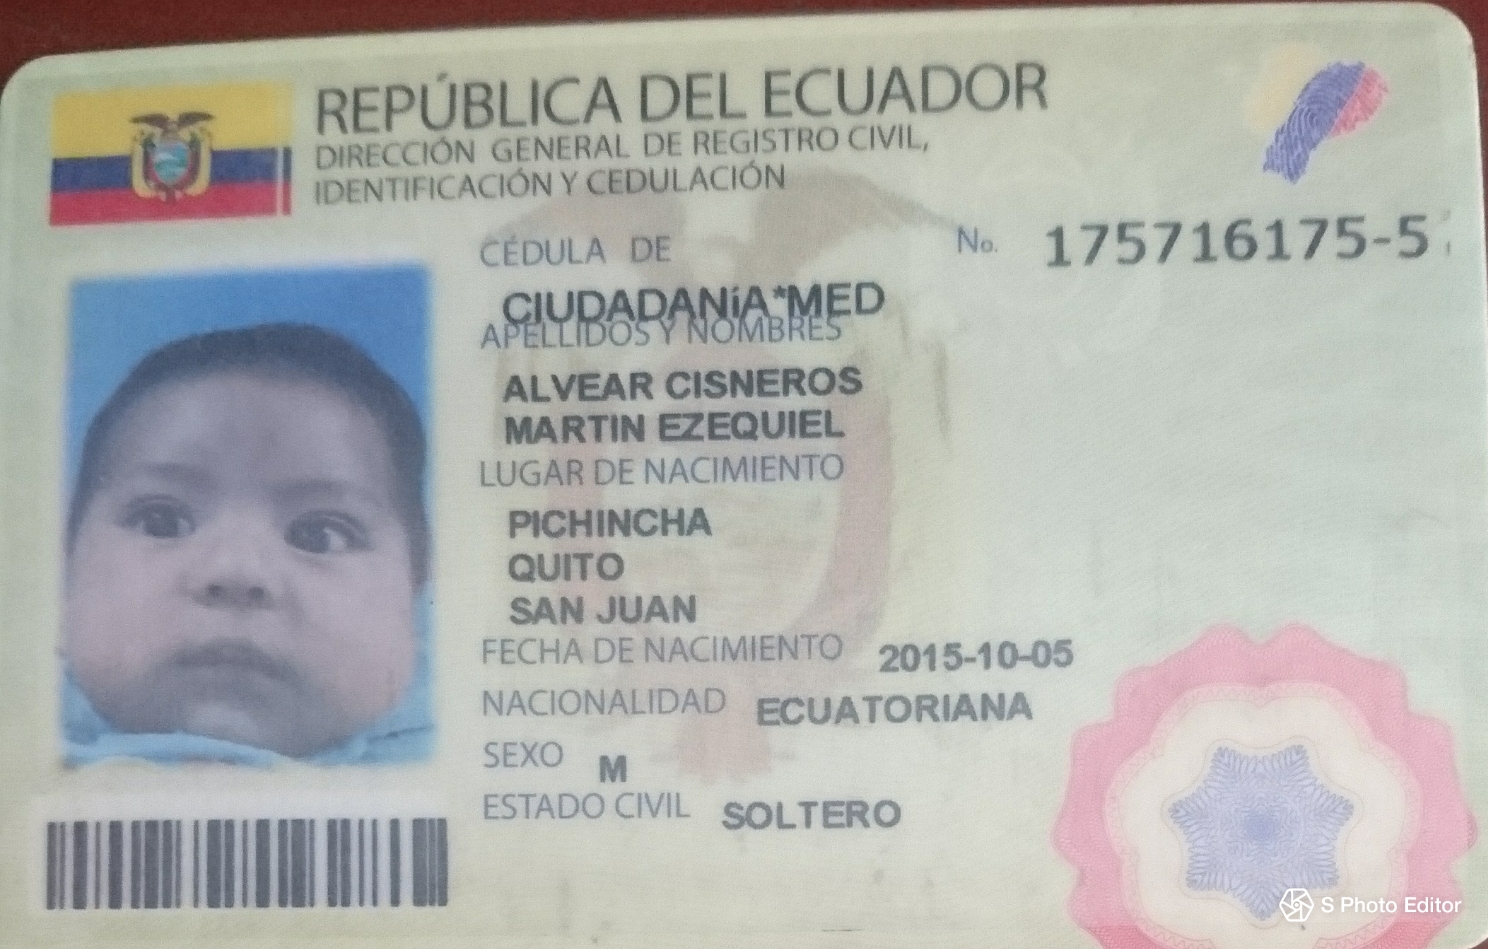 REPÚBLICA DEL ECUADOR
DIRECCIÓN GENERAL DE REGISTRO CIVIL,
IDENTIFICACIÓN Y CEDULACIÓN
CÉDULA DE No. 175716175-5
CIUDADANíA*MED
APELLIDOS Y NOMBRES
ALVEAR CISNEROS
MARTIN EZEQUIEL
LUGAR DE NACIMIENTO
PICHINCHA
QUITO
SAN JUAN
FECHA DE NACIMIENTO 2015-10-05
NACIONALIDAD ECUATORIANA
SEXO M
ESTADO CIVIL SOLTERO
S Photo Editor